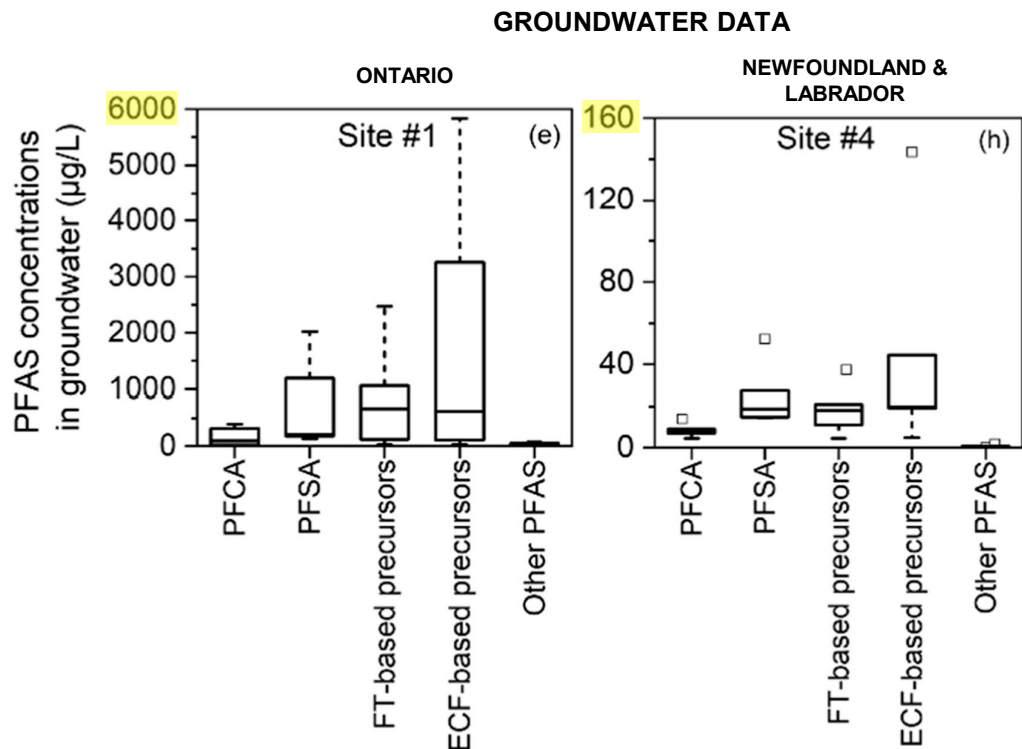 GROUNDWATER DATA
ONTARIO
NEWFOUNDLAND &
LABRADOR
PFAS concentrations
in groundwater (µg/L)
6000
5000
4000
3000
2000
1000
0
Site #1
(e)
PFCA
PFSA
FT-based precursors
ECF-based precursors
Other PFAS
160
120
80
40
0
Site #4
(h)
PFCA
PFSA
FT-based precursors
ECF-based precursors
Other PFAS